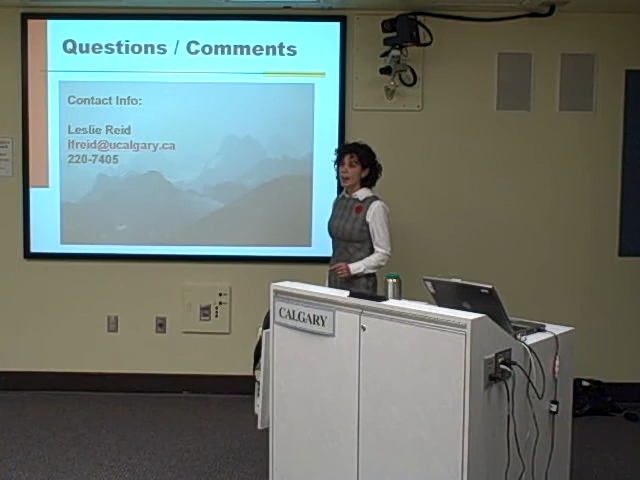 Questions / Comments
Contact Info:
Leslie Reid
lfreid@ucalgary.ca
220-7405
CALGARY